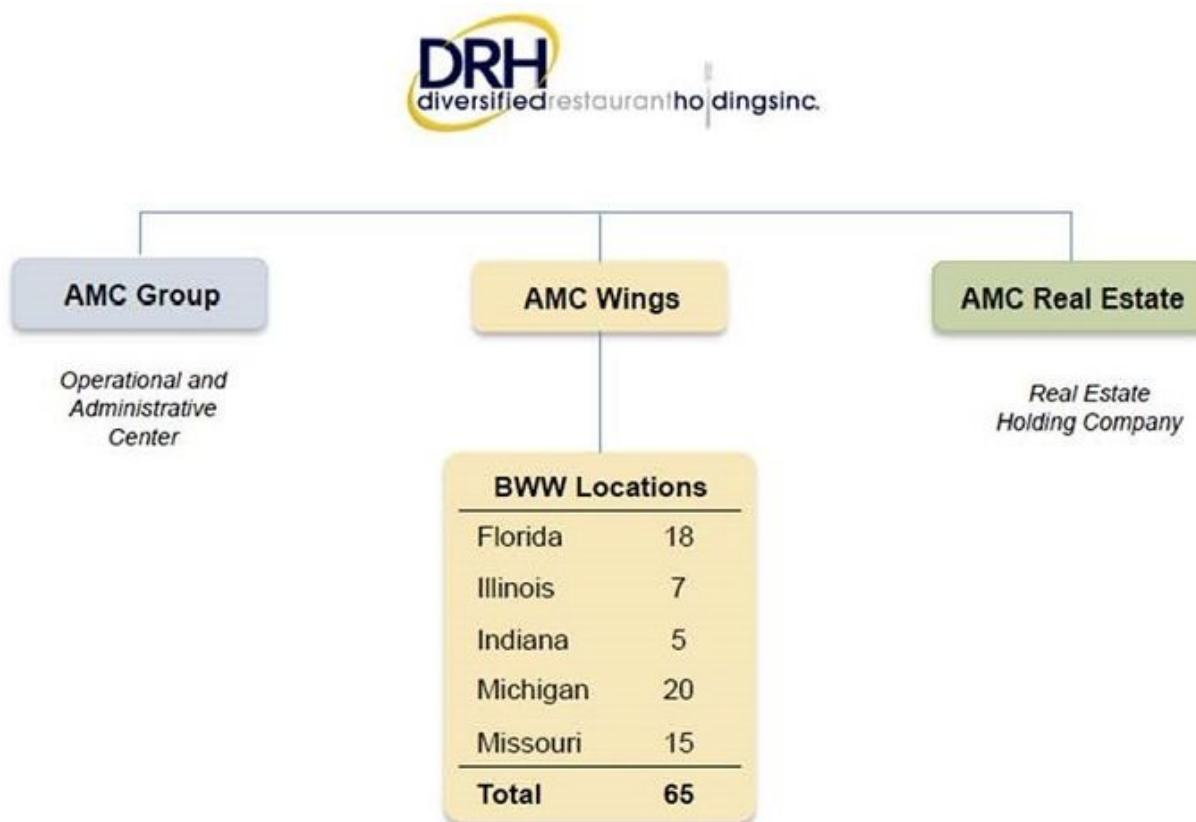 DRH
diversifiedrestaurantholdingsinc.
AMC Group
AMC Wings
AMC Real Estate
Operational and
Administrative
Center
Real Estate
Holding Company
BWW Locations
Florida 18
Illinois 7
Indiana 5
Michigan 20
Missouri 15
Total 65